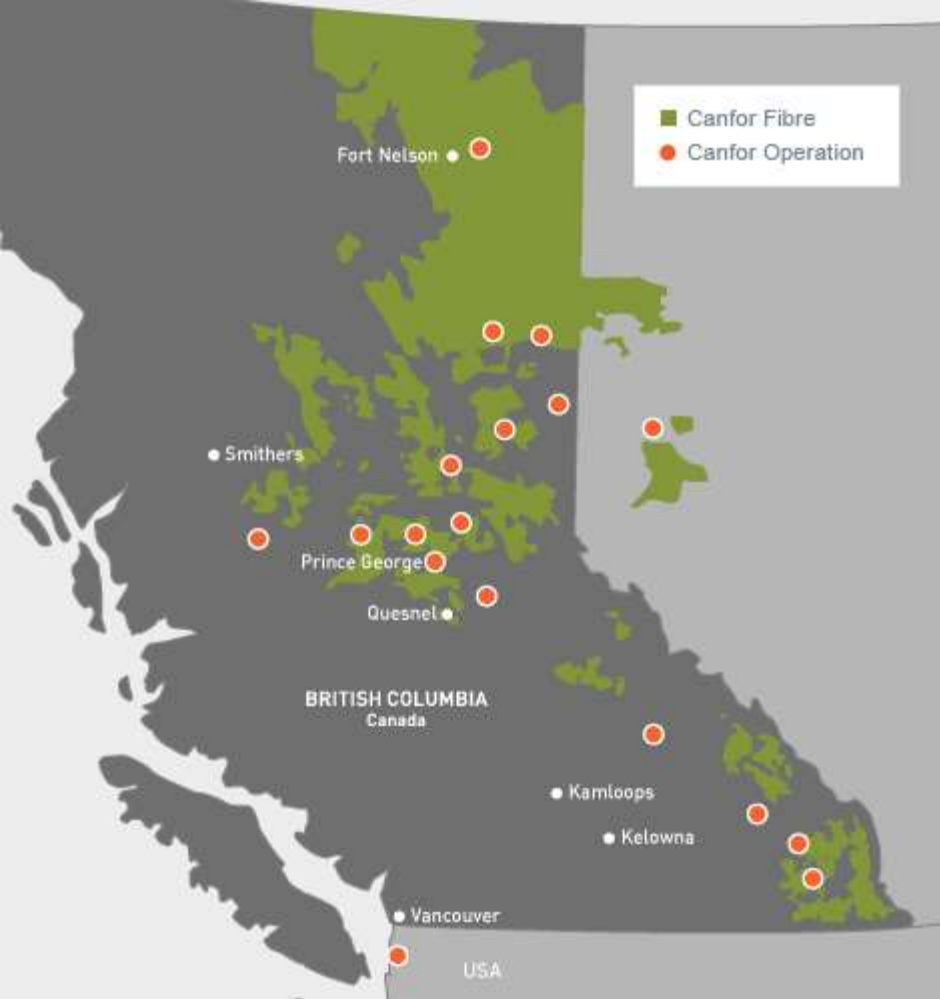 Canfor Fibre
Canfor Operation
Fort Nelson
Smithers
Prince George
Quesnel
BRITISH COLUMBIA
Canada
Kamloops
Kelowna
Vancouver
USA